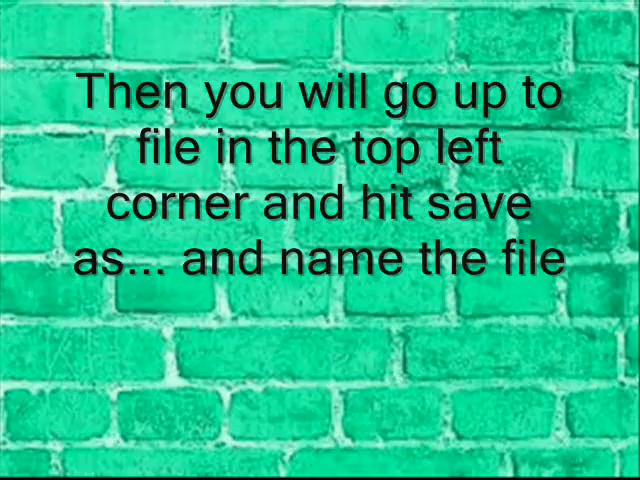 Then you will go up to
file in the top left
corner and hit save
as... and name the file